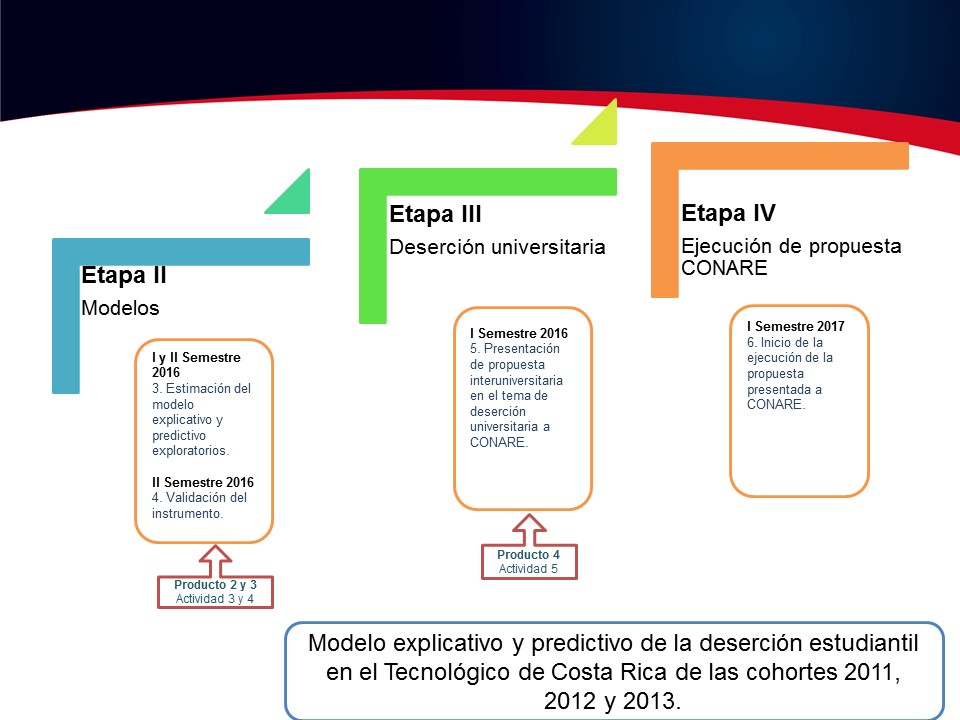 Etapa II
Modelos
I y II Semestre
2016
3. Estimación del
modelo
explicativo y
predictivo
exploratorios.
II Semestre 2016
4. Validación del
instrumento.
Producto 2 y 3
Actividad 3 y 4
Etapa III
Deserción universitaria
I Semestre 2016
5. Presentación
de propuesta
interuniversitaria
en el tema de
deserción
universitaria a
CONARE.
Producto 4
Actividad 5
Etapa IV
Ejecución de propuesta
CONARE
I Semestre 2017
6. Inicio de la
ejecución de la
propuesta
presentada a
CONARE.
Modelo explicativo y predictivo de la deserción estudiantil
en el Tecnológico de Costa Rica de las cohortes 2011,
2012 y 2013.